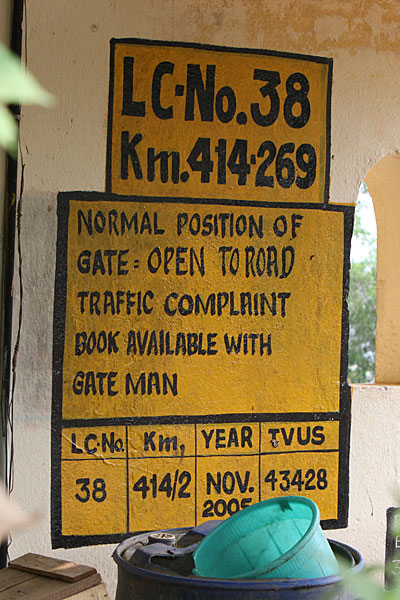 LC-No. 38
Km. 414-269
NORMAL POSITION OF
GATE = OPEN TO ROAD
TRAFFIC COMPLAINT
BOOK AVAILABLE WITH
GATE MAN
LC No. Km, YEAR TVUS
38 414/2 NOV. 2005 43428